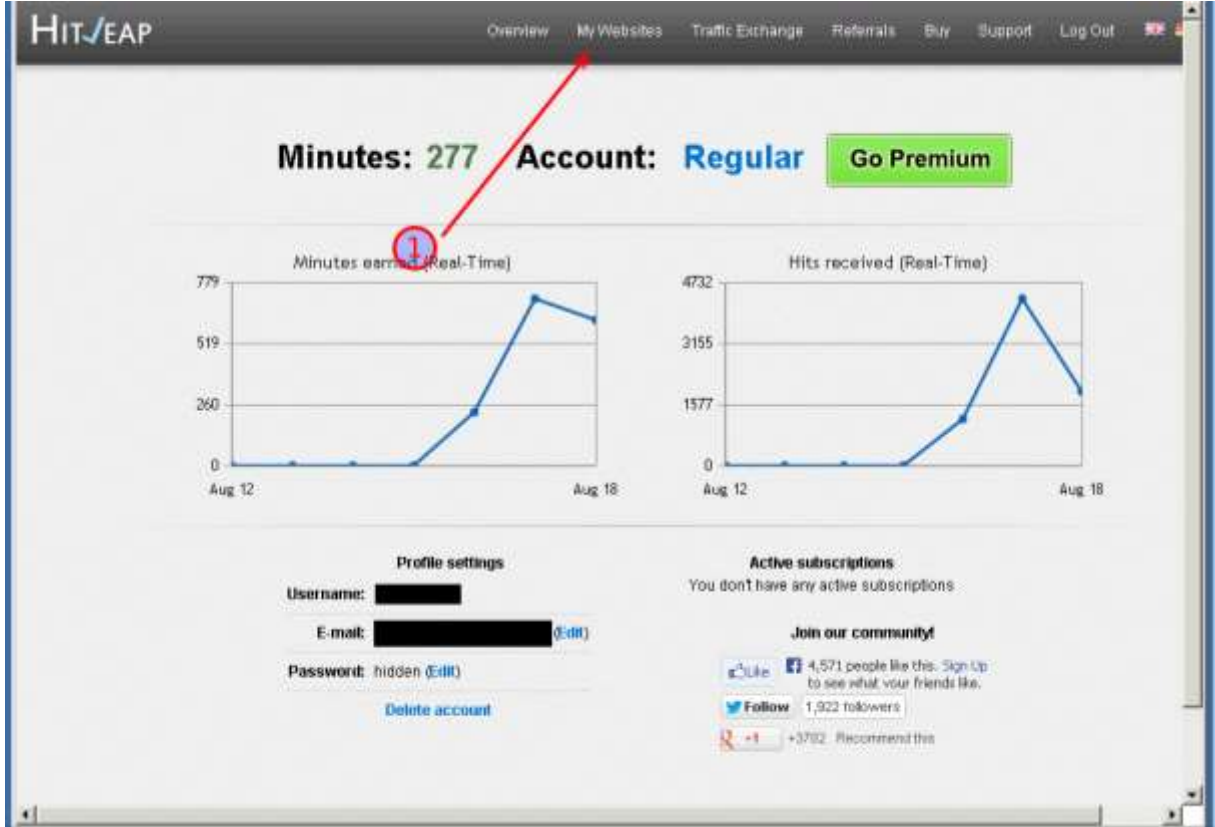 HITLEAP
Overview My Websites Traffic Exchange Referrals Buy Support Log Out
Minutes: 277 Account: Regular Go Premium
1
Minutes earned (Real-Time)
779
519
260
0
Aug 12 Aug 18
Hits received (Real-Time)
4732
3155
1577
0
Aug 12 Aug 18
Profile settings
Username:
E-mail: (Edit)
Password: hidden (Edit)
Delete account
Active subscriptions
You don't have any active subscriptions
Join our community!
Like f 4,571 people like this. Sign Up
to see what your friends like.
Follow 1,922 followers
+1 +3782 Recommend this